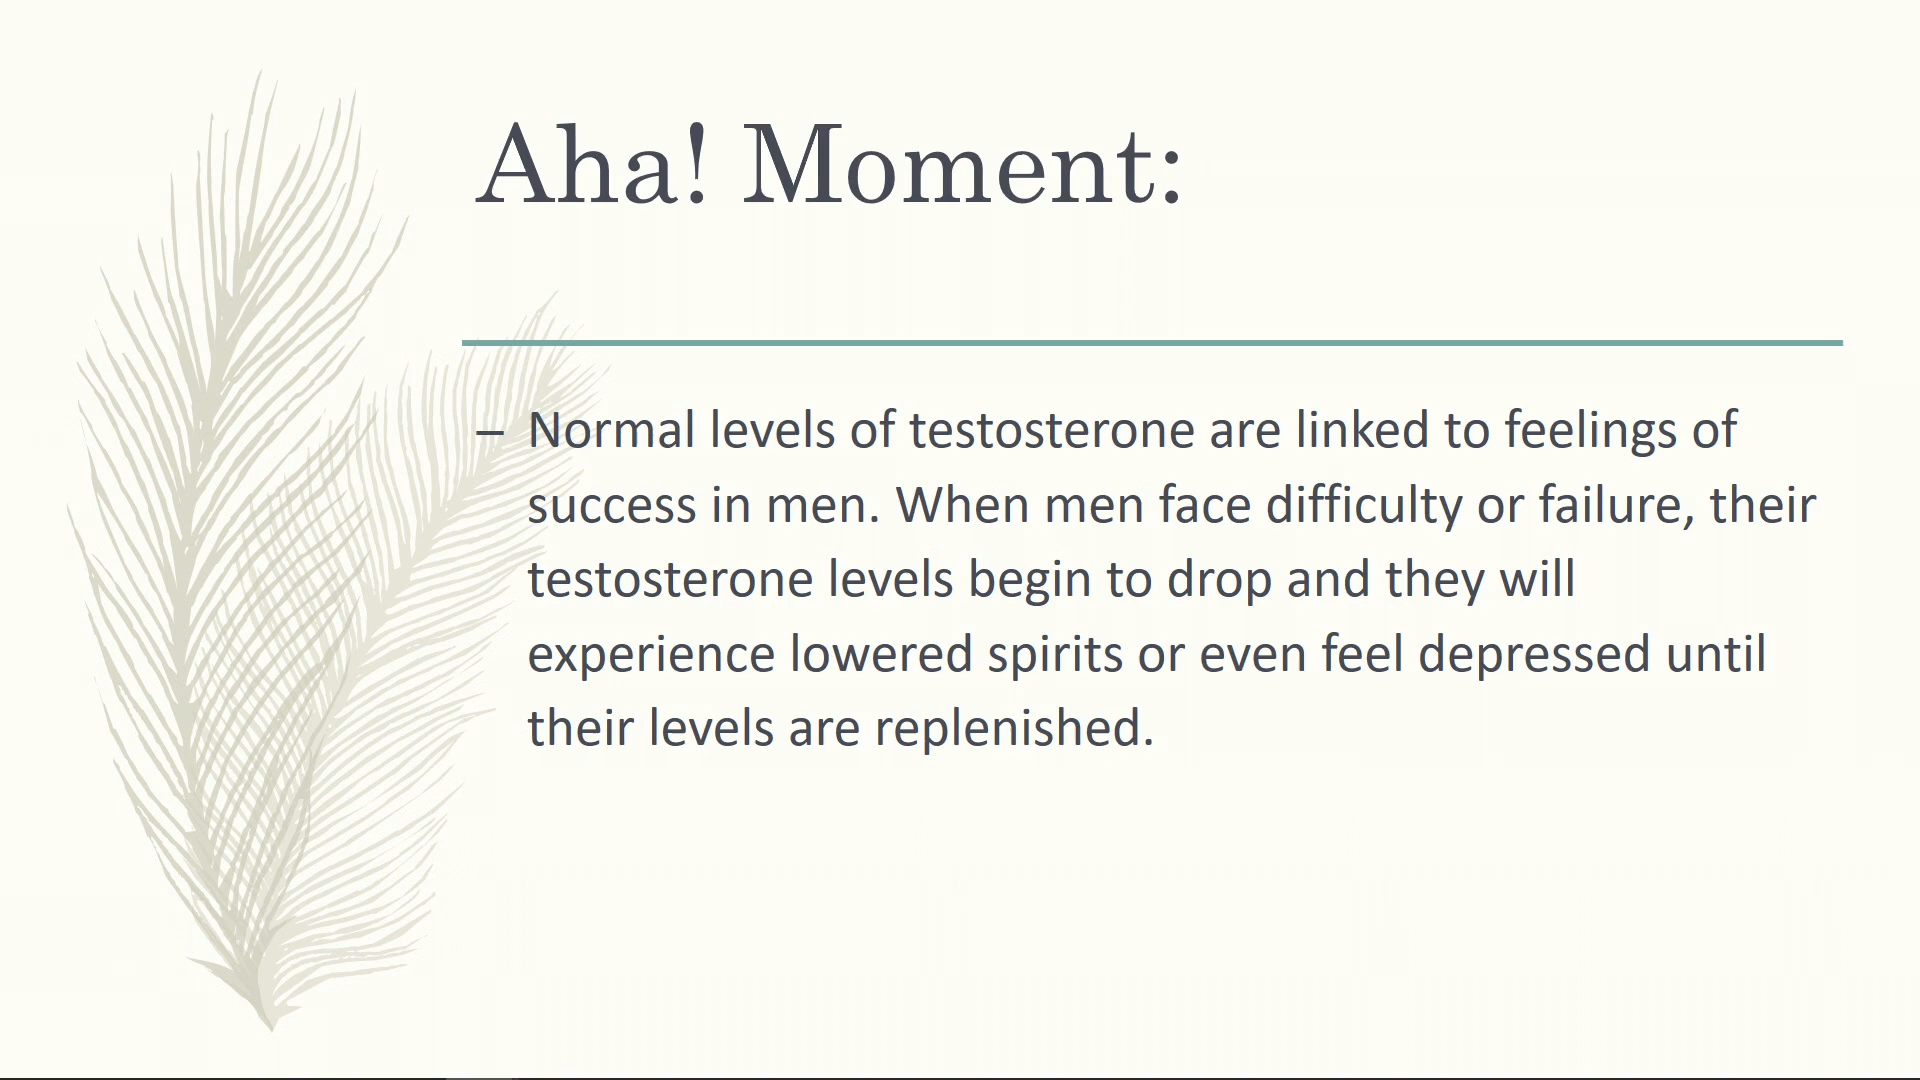 Aha! Moment:
– Normal levels of testosterone are linked to feelings of
success in men. When men face difficulty or failure, their
testosterone levels begin to drop and they will
experience lowered spirits or even feel depressed until
their levels are replenished.